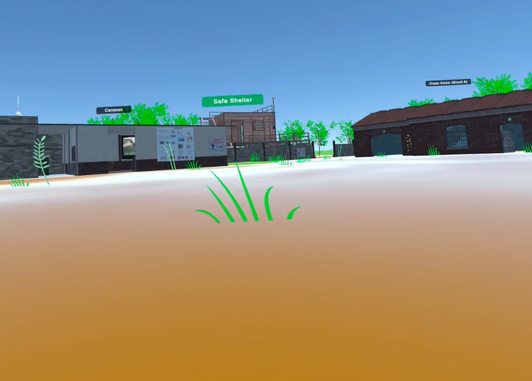 Canteen
Safe Shelter
Class Room (Block A)